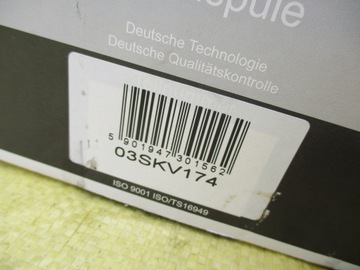 Deutsche Technologie
Deutsche Qualitätskontrolle
5 901947 301562
03SKV174
ISO 9001 ISO/TS16949